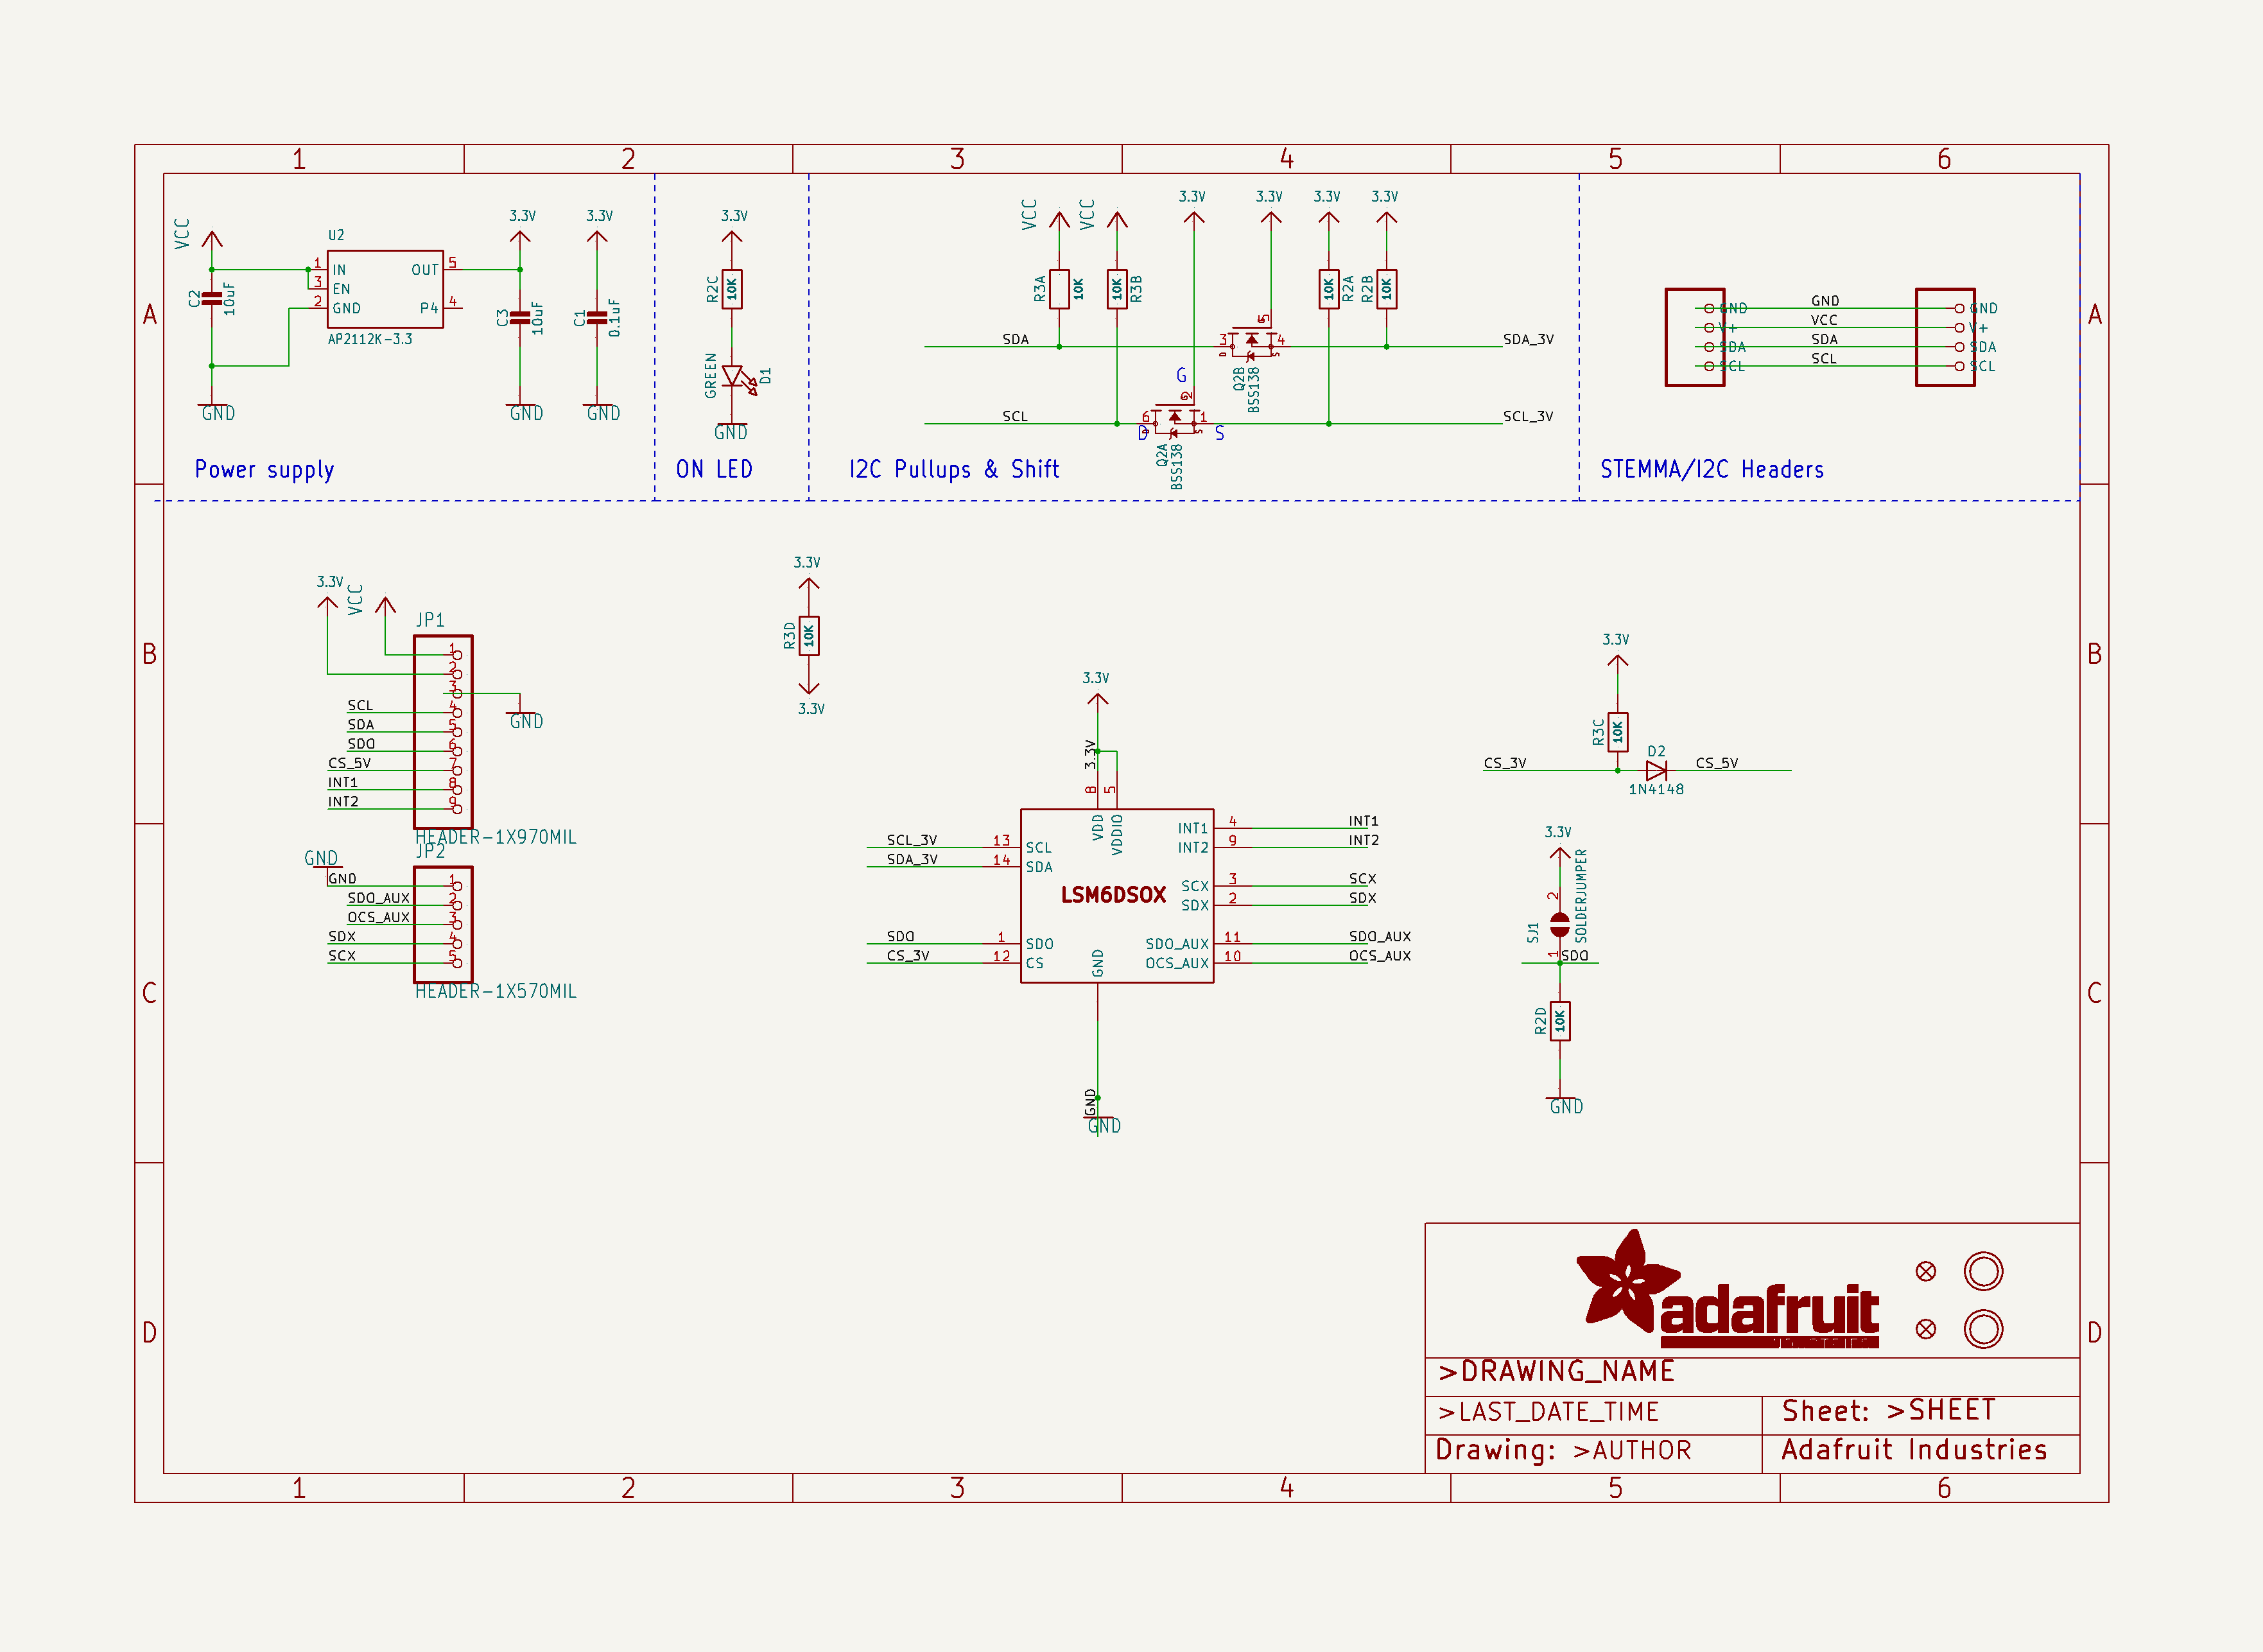 1 2 3 4 5 6
A A
VCC
U2
1 IN
3 EN
2 GND
OUT 5
P4 4
AP2112K-3.3
C2
10uF
GND
3.3V
C3
10uF
GND
3.3V
C1
0.1uF
GND
Power supply
3.3V
R2C
10K
GREEN
D1
GND
ON LED
VCC
R3A
10K
VCC
R3B
10K
3.3V
3.3V
3.3V
R2A
10K
3.3V
R2B
10K
SDA
3
5
4
D
S
Q2B
BSS138
SDA_3V
G
SCL
6
2
1
D
S
Q2A
BSS138
SCL_3V
I2C Pullups & Shift
GND
V+
SDA
SCL
GND
VCC
SDA
SCL
GND
V+
SDA
SCL
STEMMA/I2C Headers
B B
3.3V
VCC
JP1
1
2
3
GND
SCL 4
SDA 5
SDO 6
CS_5V 7
INT1 8
INT2 9
HEADER-1X970MIL
JP2
GND
GND 1
SDO_AUX 2
OCS_AUX 3
SDX 4
SCX 5
HEADER-1X570MIL
3.3V
R3D
10K
3.3V
3.3V
3.3V
8
5
VDD
VDDIO
SCL_3V 13 SCL
SDA_3V 14 SDA
LSM6DSOX
SDO 1 SDO
CS_3V 12 CS
INT1 4 INT1
INT2 9 INT2
SCX 3 SCX
SDX 2 SDX
SDO_AUX 11 SDO_AUX
OCS_AUX 10 OCS_AUX
GND
GND
GND
3.3V
R3C
10K
CS_3V
D2
1N4148
CS_5V
3.3V
2
SJ1
SOLDERJUMPER
1
SDO
R2D
10K
GND
C C
D D
adafruit
>DRAWING_NAME
>LAST_DATE_TIME
Sheet: >SHEET
Drawing: >AUTHOR
Adafruit Industries
1 2 3 4 5 6